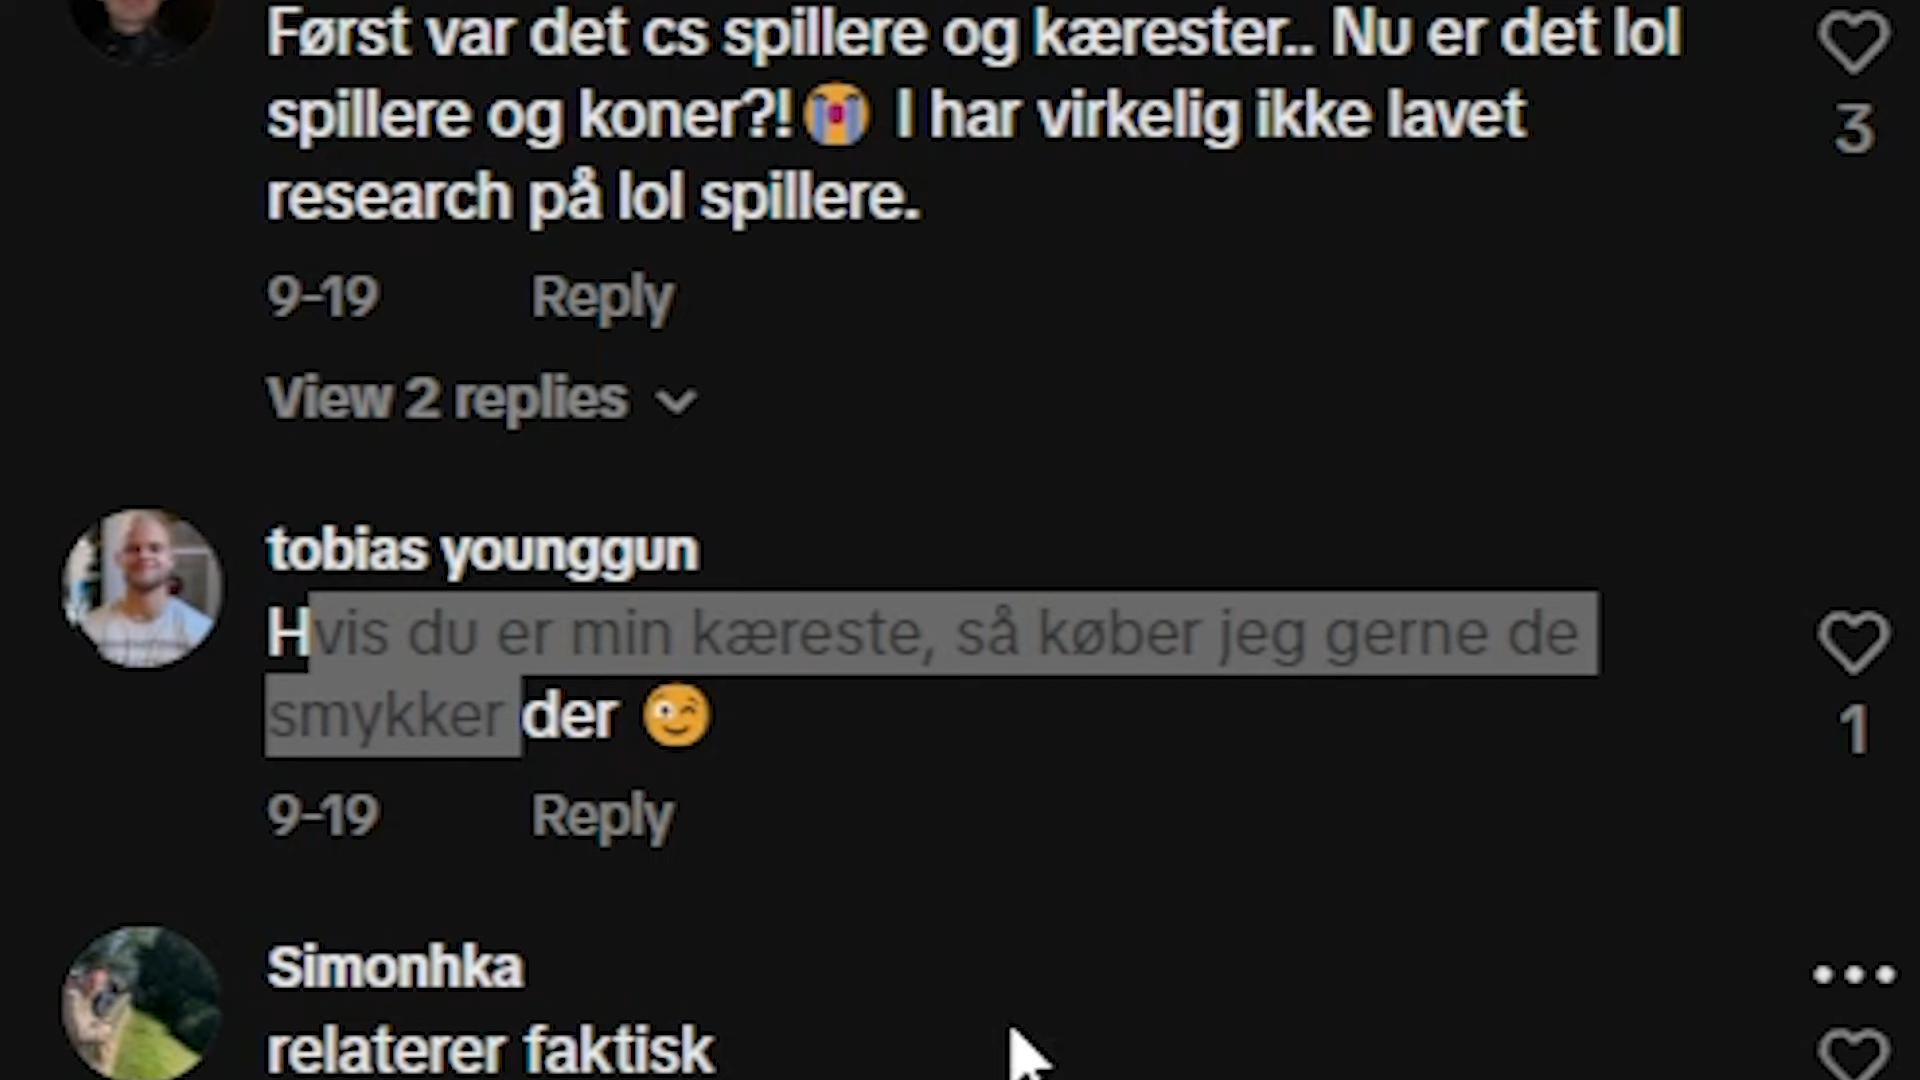 Først var det cs spillere og kærester.. Nu er det lol
spillere og koner?!😭 I har virkelig ikke lavet
research på lol spillere.
3
9-19 Reply
View 2 replies
tobias younggun
Hvis du er min kæreste, så køber jeg gerne de
smykker der 😉
1
9-19 Reply
Simonhka
relaterer faktisk